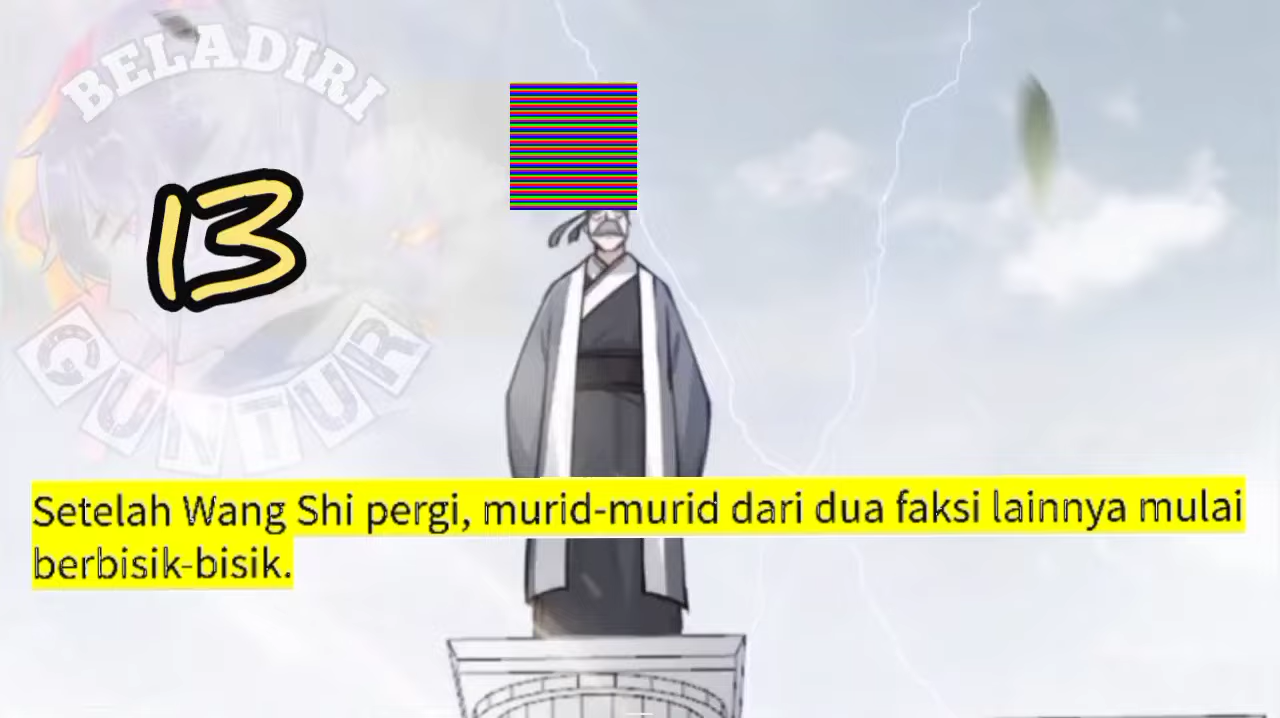 BELADIRI
13
GUNTUR
Setelah Wang Shi pergi, murid-murid dari dua faksi lainnya mulai
berbisik-bisik.